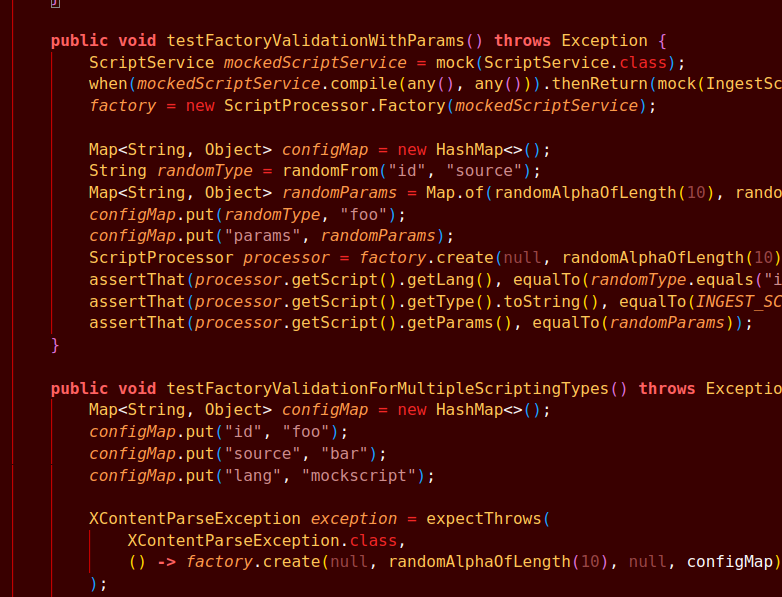 }
public void testFactoryValidationWithParams() throws Exception {
ScriptService mockedScriptService = mock(ScriptService.class);
when(mockedScriptService.compile(any(), any())).thenReturn(mock(IngestSc
factory = new ScriptProcessor.Factory(mockedScriptService);
Map<String, Object> configMap = new HashMap<>();
String randomType = randomFrom("id", "source");
Map<String, Object> randomParams = Map.of(randomAlphaOfLength(10), rando
configMap.put(randomType, "foo");
configMap.put("params", randomParams);
ScriptProcessor processor = factory.create(null, randomAlphaOfLength(10)
assertThat(processor.getScript().getLang(), equalTo(randomType.equals("i
assertThat(processor.getScript().getType().toString(), equalTo(INGEST_SC
assertThat(processor.getScript().getParams(), equalTo(randomParams));
}
public void testFactoryValidationForMultipleScriptingTypes() throws Exceptio
Map<String, Object> configMap = new HashMap<>();
configMap.put("id", "foo");
configMap.put("source", "bar");
configMap.put("lang", "mockscript");
XContentParseException exception = expectThrows(
XContentParseException.class,
() -> factory.create(null, randomAlphaOfLength(10), null, configMap)
);